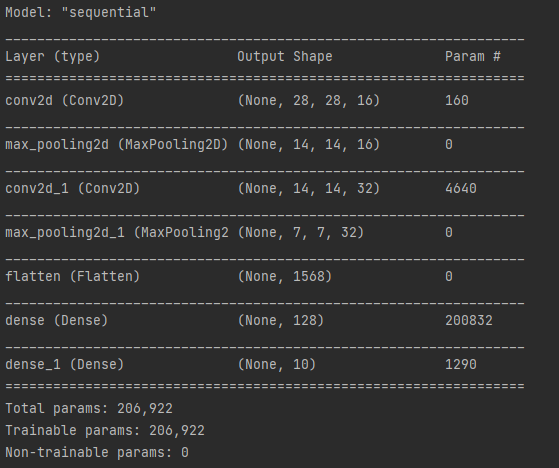 Model: "sequential"
_________________________________________________________________
Layer (type)                 Output Shape              Param #
=================================================================
conv2d (Conv2D)              (None, 28, 28, 16)        160
_________________________________________________________________
max_pooling2d (MaxPooling2D) (None, 14, 14, 16)        0
_________________________________________________________________
conv2d_1 (Conv2D)            (None, 14, 14, 32)        4640
_________________________________________________________________
max_pooling2d_1 (MaxPooling2 (None, 7, 7, 32)          0
_________________________________________________________________
flatten (Flatten)            (None, 1568)              0
_________________________________________________________________
dense (Dense)                (None, 128)               200832
_________________________________________________________________
dense_1 (Dense)              (None, 10)                1290
=================================================================
Total params: 206,922
Trainable params: 206,922
Non-trainable params: 0